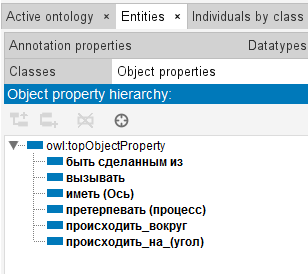 Active ontology × Entities × Individuals by class
Annotation properties Datatypes
Classes Object properties
Object property hierarchy:
owl:topObjectProperty
быть сделанным из
вызывать
иметь (Ось)
претерпевать (процесс)
происходить_вокруг
происходить_на_(угол)